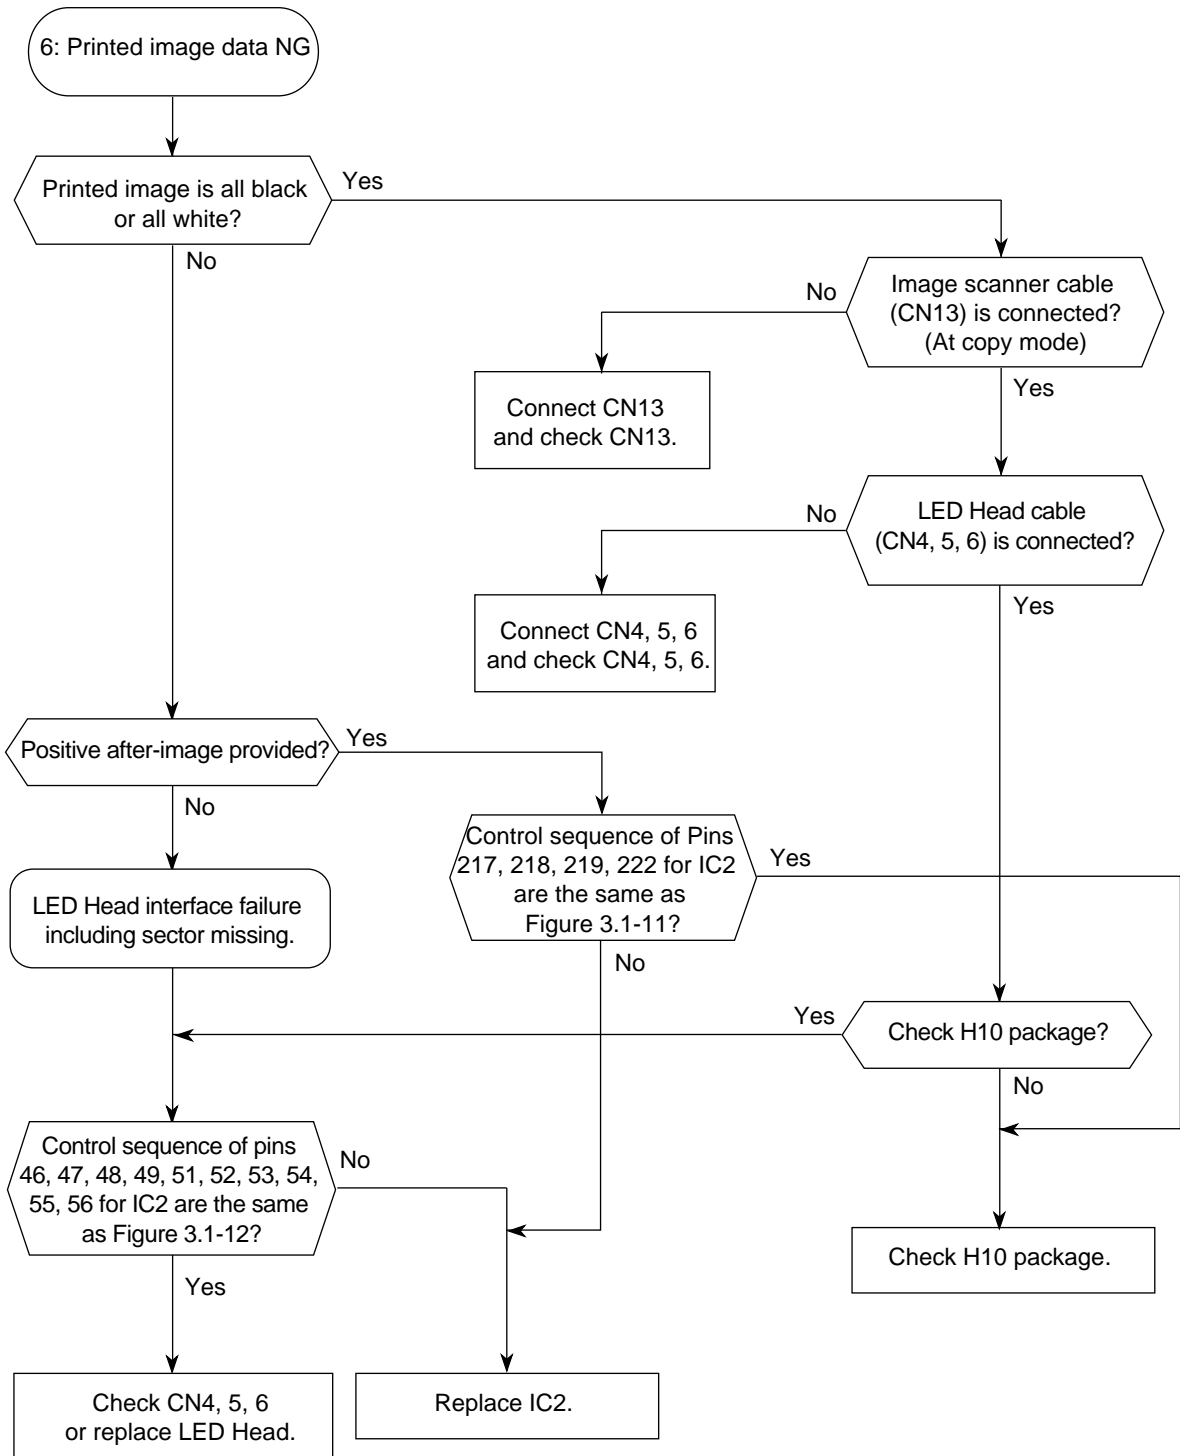 6: Printed image data NG
Printed image is all black
or all white?
Yes
No
Image scanner cable
(CN13) is connected?
(At copy mode)
No
Yes
Connect CN13
and check CN13.
LED Head cable
(CN4, 5, 6) is connected?
No
Yes
Connect CN4, 5, 6
and check CN4, 5, 6.
Positive after-image provided?
Yes
No
Control sequence of Pins
217, 218, 219, 222 for IC2
are the same as
Figure 3.1-11?
Yes
No
LED Head interface failure
including sector missing.
Check H10 package?
Yes
No
Control sequence of pins
46, 47, 48, 49, 51, 52, 53, 54,
55, 56 for IC2 are the same
as Figure 3.1-12?
No
Yes
Check H10 package.
Check CN4, 5, 6
or replace LED Head.
Replace IC2.